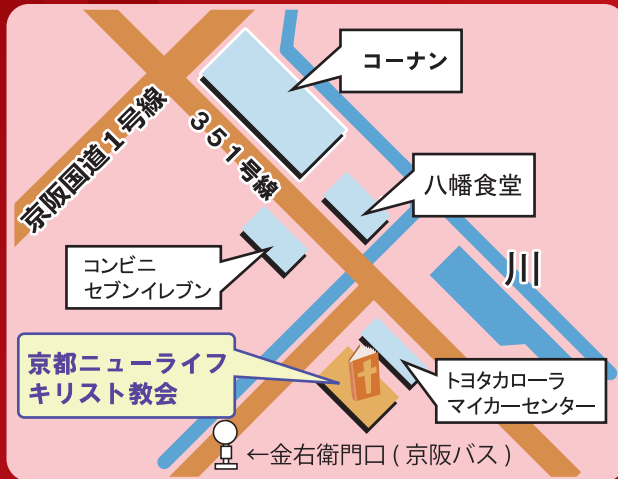 コーナン
京阪国道1号線
351号線
八幡食堂
川
コンビニ
セブンイレブン
京都ニューライフ
キリスト教会
トヨタカローラ
マイカーセンター
←金右衛門口(京阪バス)